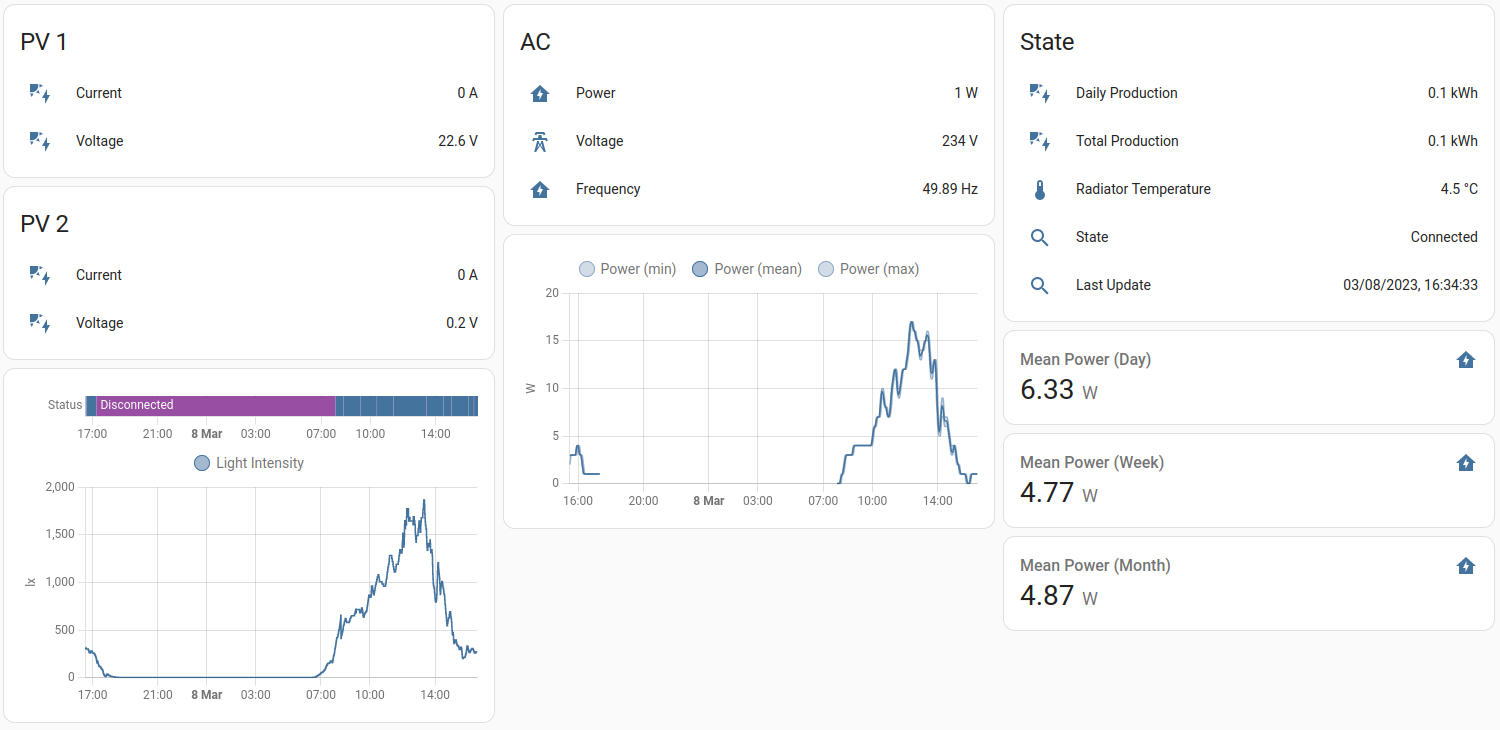 PV 1
Current 0 A
Voltage 22.6 V
PV 2
Current 0 A
Voltage 0.2 V
Status Disconnected
17:00 21:00 8 Mar 03:00 07:00 10:00 14:00
Light Intensity
2,000
1,500
lx
1,000
500
0
17:00 21:00 8 Mar 03:00 07:00 10:00 14:00
AC
Power 1 W
Voltage 234 V
Frequency 49.89 Hz
Power (min) Power (mean) Power (max)
20
15
W
10
5
0
16:00 20:00 8 Mar 03:00 07:00 10:00 14:00
State
Daily Production 0.1 kWh
Total Production 0.1 kWh
Radiator Temperature 4.5 °C
State Connected
Last Update 03/08/2023, 16:34:33
Mean Power (Day)
6.33 W
Mean Power (Week)
4.77 W
Mean Power (Month)
4.87 W